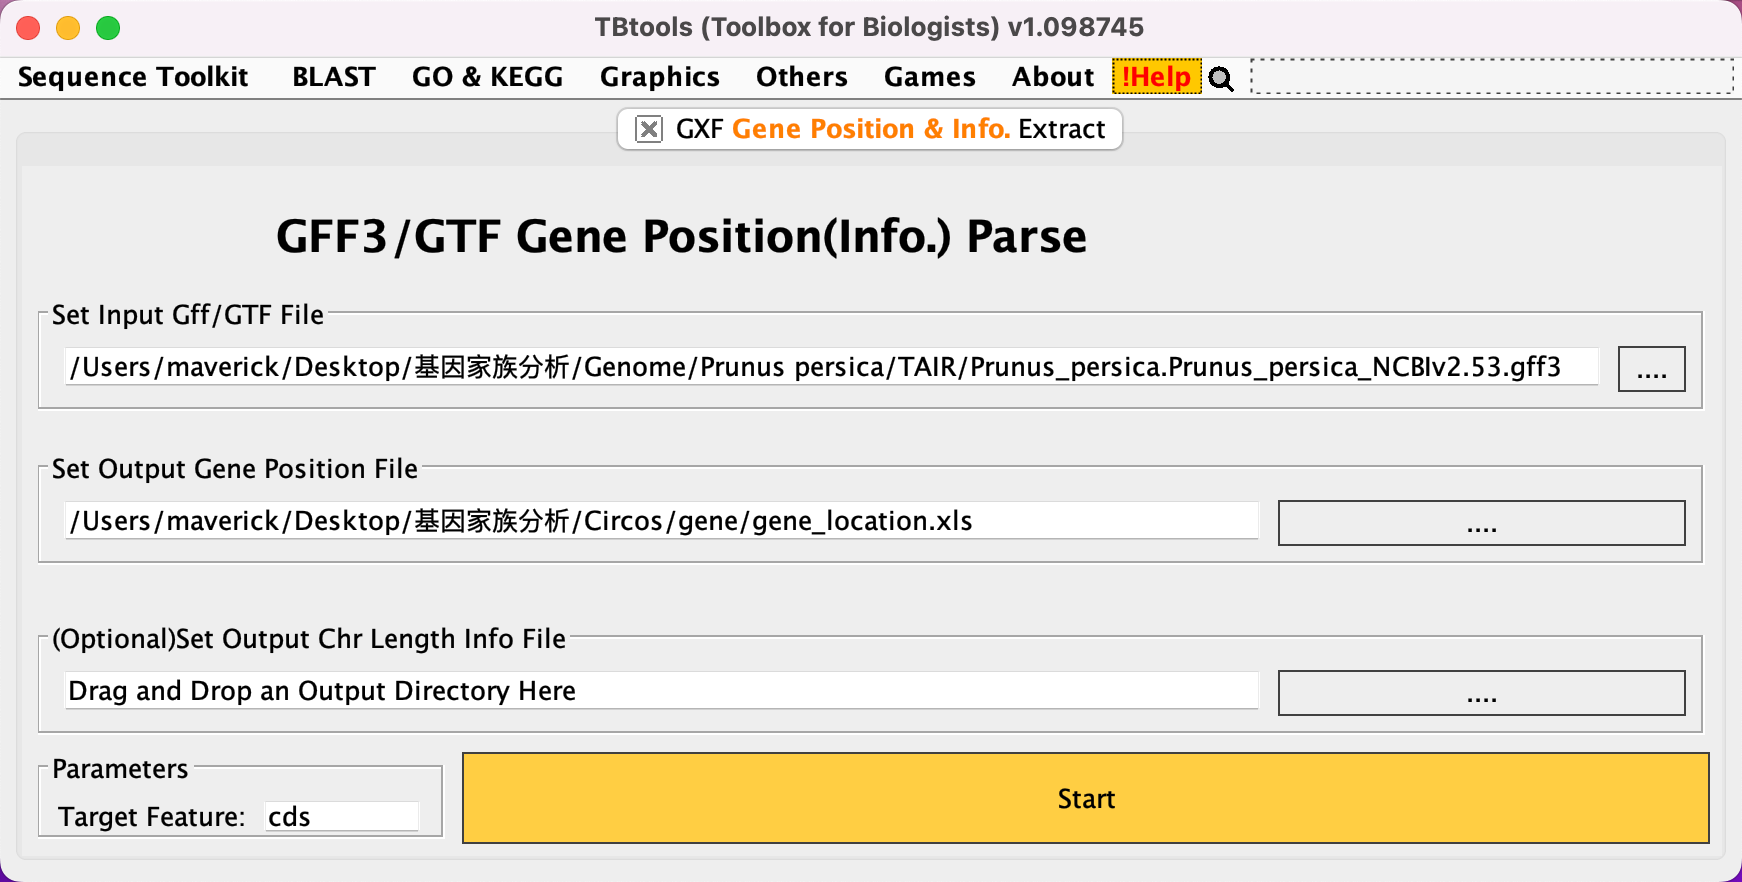 TBtools (Toolbox for Biologists) v1.098745
Sequence Toolkit BLAST GO & KEGG Graphics Others Games About !Help
GXF Gene Position & Info. Extract
GFF3/GTF Gene Position(Info.) Parse
Set Input Gff/GTF File
/Users/maverick/Desktop/基因家族分析/Genome/Prunus persica/TAIR/Prunus_persica.Prunus_persica_NCBIv2.53.gff3 ....
Set Output Gene Position File
/Users/maverick/Desktop/基因家族分析/Circos/gene/gene_location.xls ....
(Optional)Set Output Chr Length Info File
Drag and Drop an Output Directory Here ....
Parameters
Target Feature: cds
Start